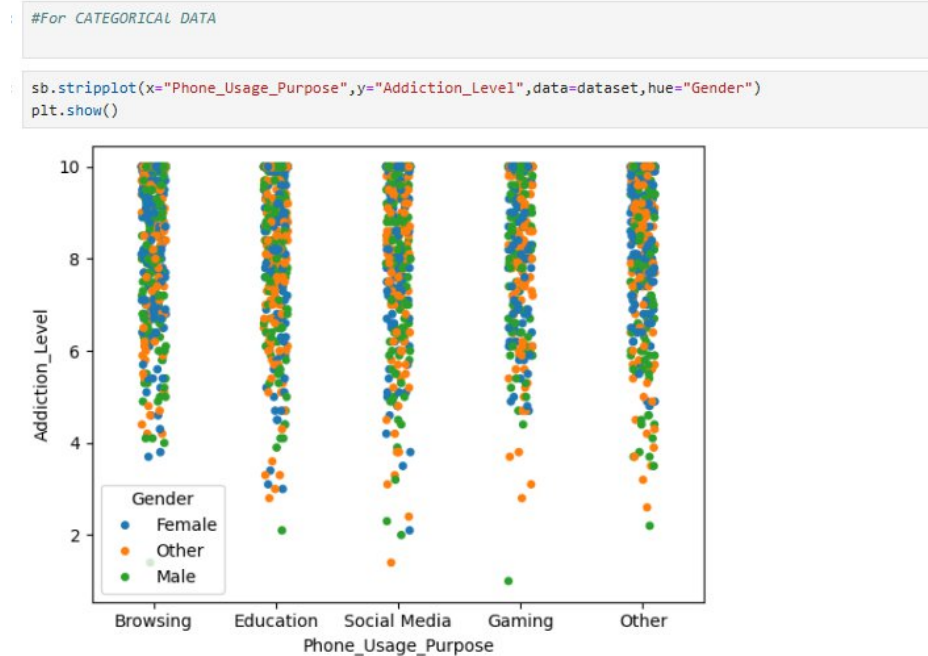 #For CATEGORICAL DATA
sb.stripplot(x="Phone_Usage_Purpose",y="Addiction_Level",data=dataset,hue="Gender")
plt.show()
10
8
6
4
2
Addiction_Level
Gender
Female
Other
Male
Browsing Education Social Media Gaming Other
Phone_Usage_Purpose